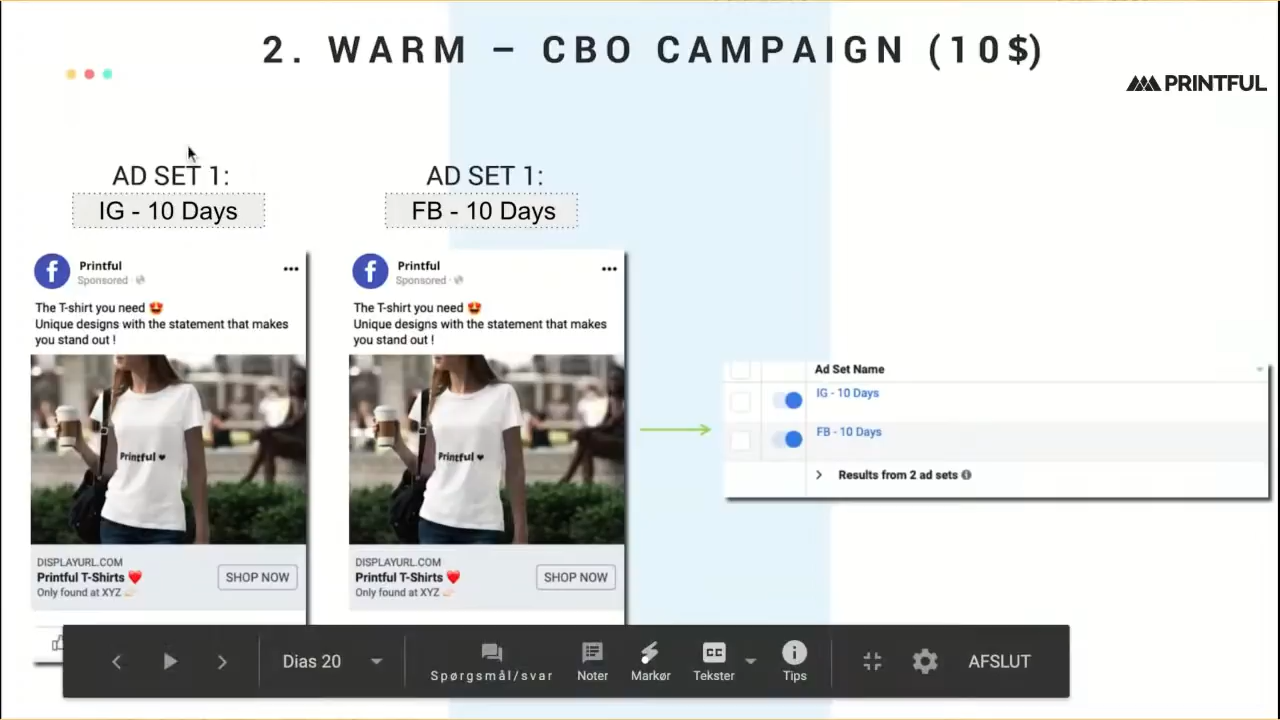 2. WARM – CBO CAMPAIGN (10$)
PRINTFUL
AD SET 1:
IG - 10 Days
AD SET 1:
FB - 10 Days
Printful
Sponsored ·
The T-shirt you need 😍
Unique designs with the statement that makes
you stand out !
Printful ♥
DISPLAYURL.COM
Printful T-Shirts ❤️
Only found at XYZ 👉🏻
SHOP NOW
Printful
Sponsored ·
The T-shirt you need 😍
Unique designs with the statement that makes
you stand out !
Printful ♥
DISPLAYURL.COM
Printful T-Shirts ❤️
Only found at XYZ 👉🏻
SHOP NOW
Ad Set Name
IG - 10 Days
FB - 10 Days
Results from 2 ad sets
Dias 20
Spørgsmål/svar
Noter
Markør
CC
Tekster
Tips
AFSLUT